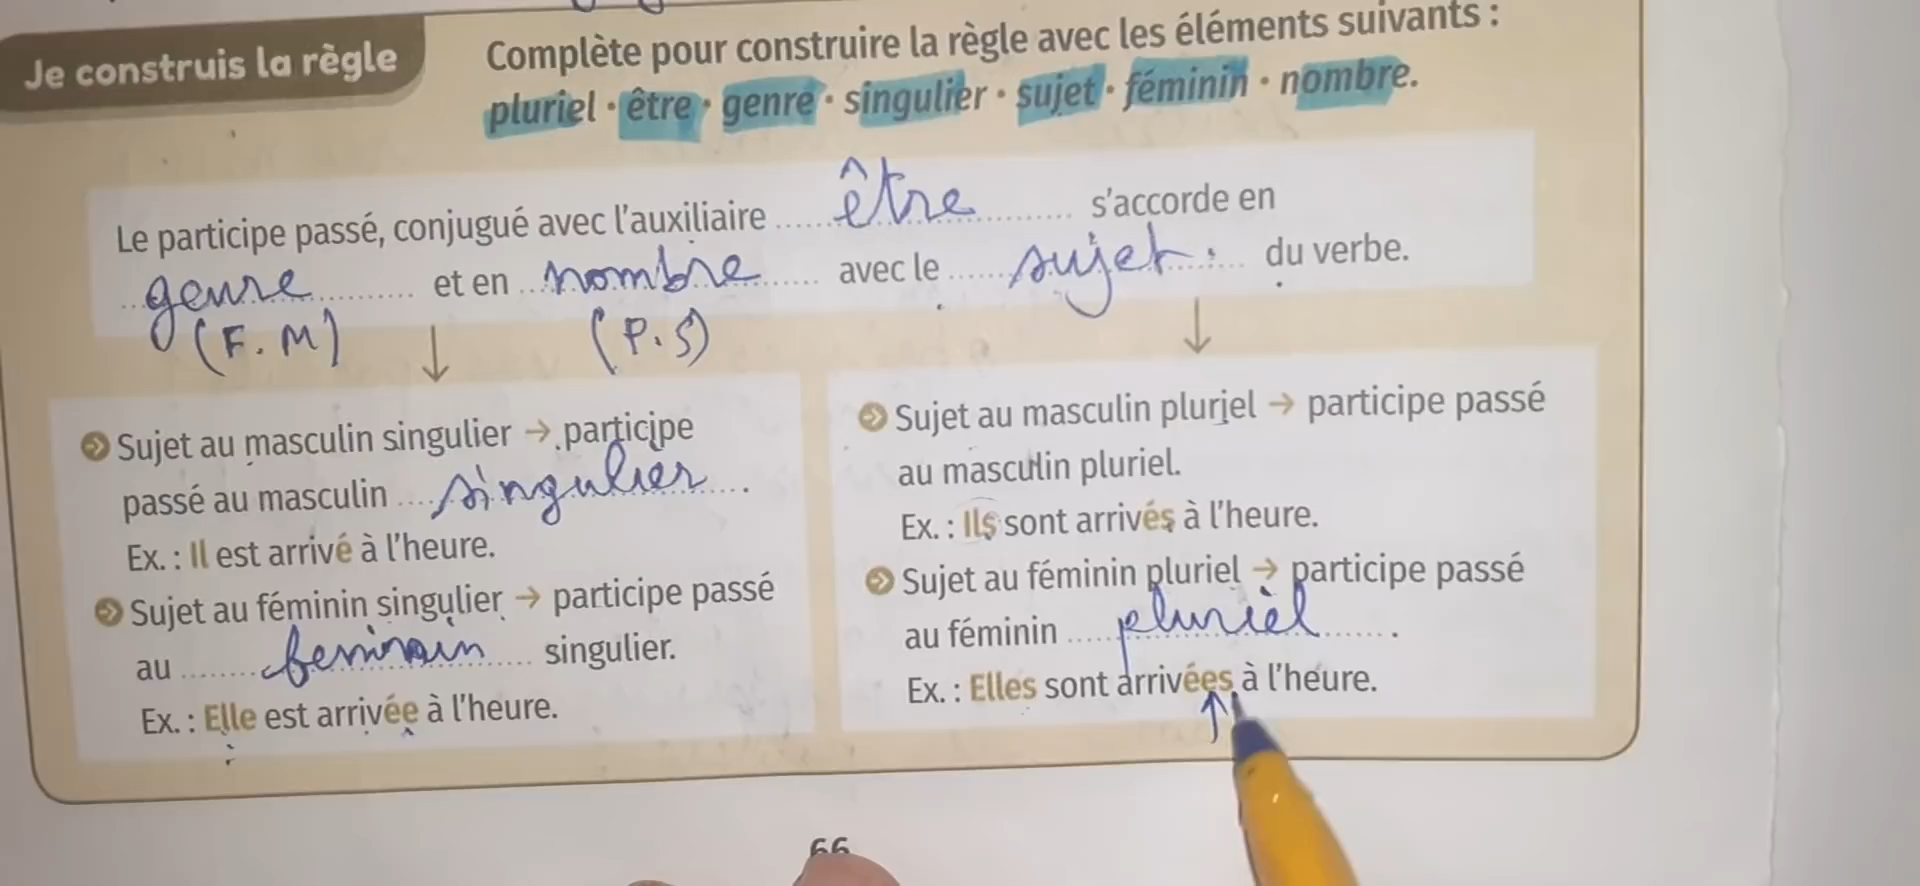 Je construis la règle
Complète pour construire la règle avec les éléments suivants :
pluriel · être · genre · singulier · sujet · féminin · nombre.
Le participe passé, conjugué avec l'auxiliaire être s'accorde en
genre et en nombre avec le sujet. du verbe.
(F. M) (P. S)
Sujet au masculin singulier → participe
passé au masculin singulier.
Ex. : Il est arrivé à l'heure.
Sujet au féminin singulier → participe passé
au singulier.
Ex. : Elle est arrivée à l'heure.
Sujet au masculin pluriel → participe passé
au masculin pluriel.
Ex. : Ils sont arrivés à l'heure.
Sujet au féminin pluriel → participe passé
au féminin pluriel.
Ex. : Elles sont arrivées à l'heure.
66